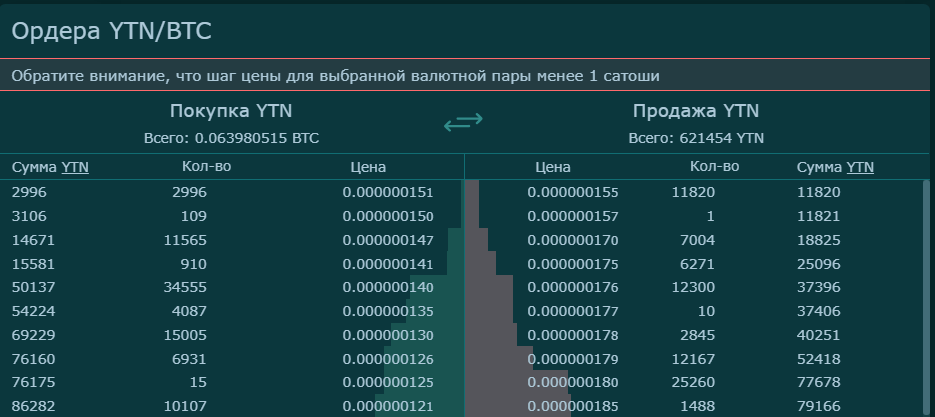 Ордера YTN/BTC
Обратите внимание, что шаг цены для выбранной валютной пары менее 1 сатоши
Покупка YTN Продажа YTN
Всего: 0.063980515 BTC Всего: 621454 YTN
Сумма YTN Кол-во Цена Цена Кол-во Сумма YTN
2996 2996 0.000000151 0.000000155 11820 11820
3106 109 0.000000150 0.000000157 1 11821
14671 11565 0.000000147 0.000000170 7004 18825
15581 910 0.000000141 0.000000175 6271 25096
50137 34555 0.000000140 0.000000176 12300 37396
54224 4087 0.000000135 0.000000177 10 37406
69229 15005 0.000000130 0.000000178 2845 40251
76160 6931 0.000000126 0.000000179 12167 52418
76175 15 0.000000125 0.000000180 25260 77678
86282 10107 0.000000121 0.000000185 1488 79166